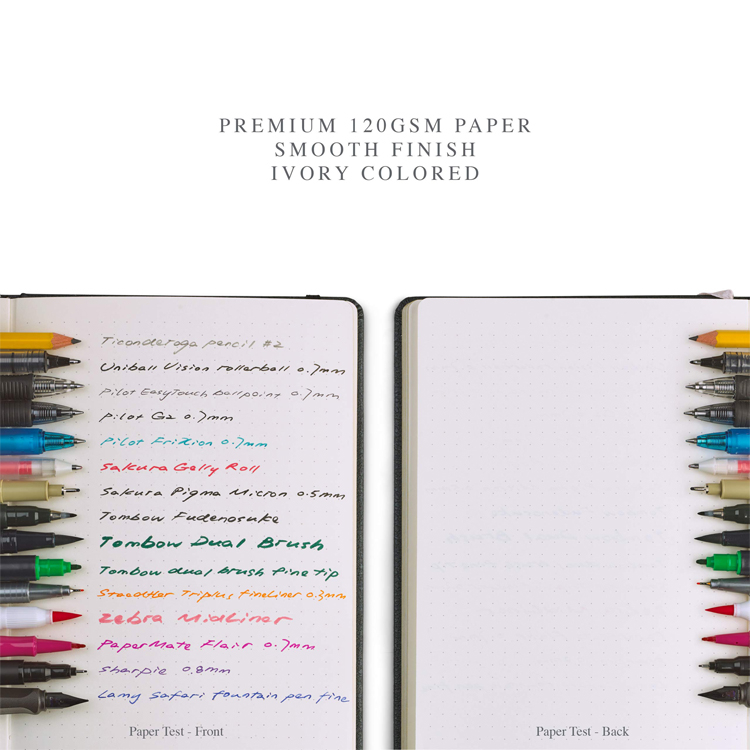 PREMIUM 120GSM PAPER
SMOOTH FINISH
IVORY COLORED
Ticonderoga pencil #2
Uniball Vision rollerball 0.7mm
Pilot EasyTouch ballpoint 0.7mm
Pilot G2 0.7mm
Pilot FriXion 0.7mm
Sakura Gelly Roll
Sakura Pigma Micron 0.5mm
Tombow Fudenosuke
Tombow Dual Brush
Tombow dual brush fine tip
Staedtler Triplus fineliner 0.3mm
Zebra Midliner
PaperMate Flair 0.7mm
Sharpie 0.8mm
Lamy Safari fountain pen fine
Paper Test - Front
Paper Test - Back